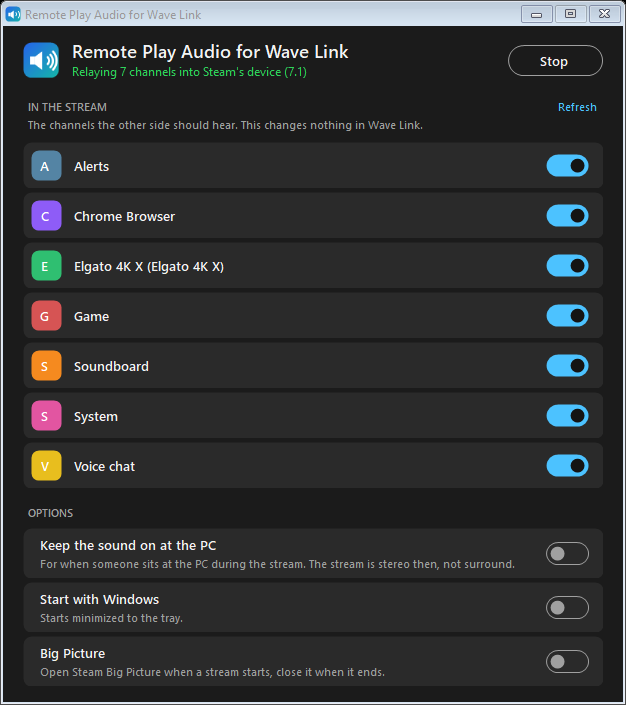 Remote Play Audio for Wave Link
Remote Play Audio for Wave Link
Relaying 7 channels into Steam's device (7.1)
Stop
IN THE STREAM
Refresh
The channels the other side should hear. This changes nothing in Wave Link.
A Alerts
C Chrome Browser
E Elgato 4K X (Elgato 4K X)
G Game
S Soundboard
S System
V Voice chat
OPTIONS
Keep the sound on at the PC
For when someone sits at the PC during the stream. The stream is stereo then, not surround.
Start with Windows
Starts minimized to the tray.
Big Picture
Open Steam Big Picture when a stream starts, close it when it ends.